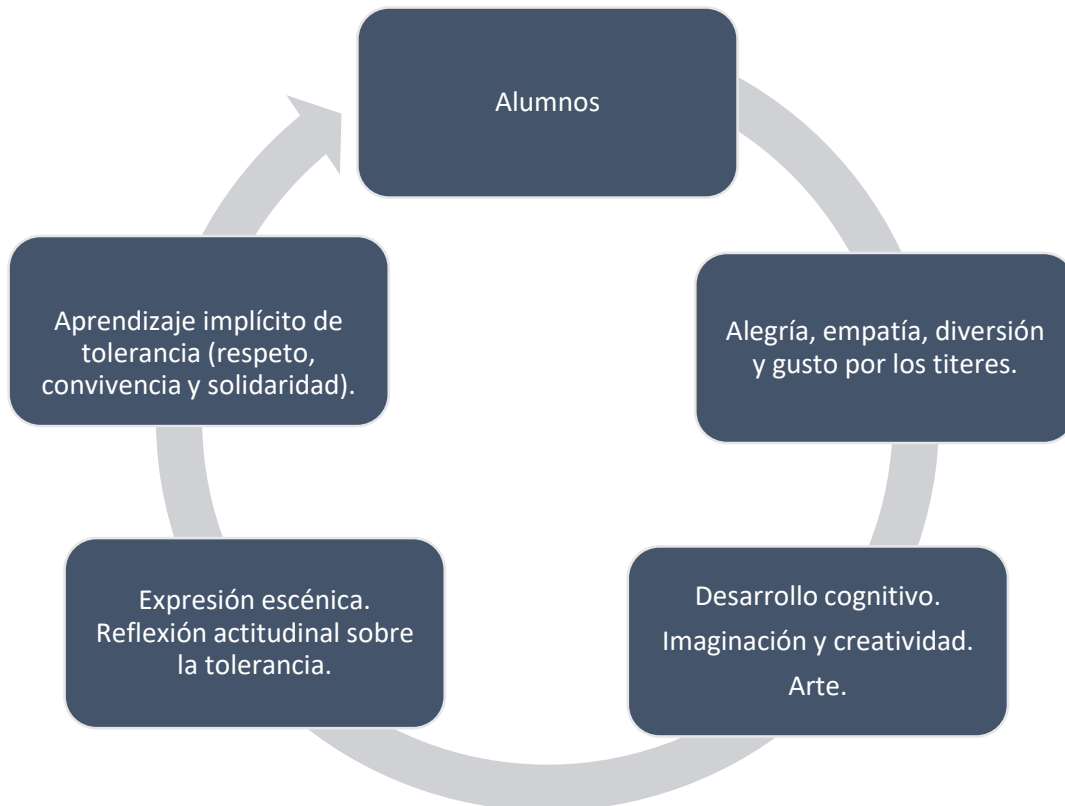 Alumnos
Alegría, empatía, diversión
y gusto por los titeres.
Desarrollo cognitivo.
Imaginación y creatividad.
Arte.
Expresión escénica.
Reflexión actitudinal sobre
la tolerancia.
Aprendizaje implícito de
tolerancia (respeto,
convivencia y solidaridad).